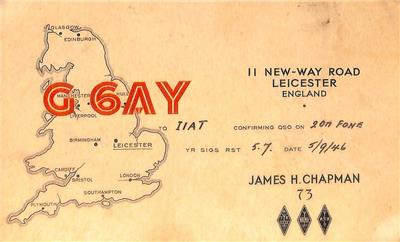 GLASGOW
EDINBURGH
11 NEW-WAY ROAD
LEICESTER
ENGLAND
G 6AY
MANCHESTER
HULL
LIVERPOOL
TO I1AT CONFIRMING QSO ON 20M FONE
BIRMINGHAM
LEICESTER
YR SIGS RST 5.7. DATE 5/9/46
CARDIFF
BRISTOL
LONDON
JAMES H. CHAPMAN
73
SOUTHAMPTON
PLYMOUTH